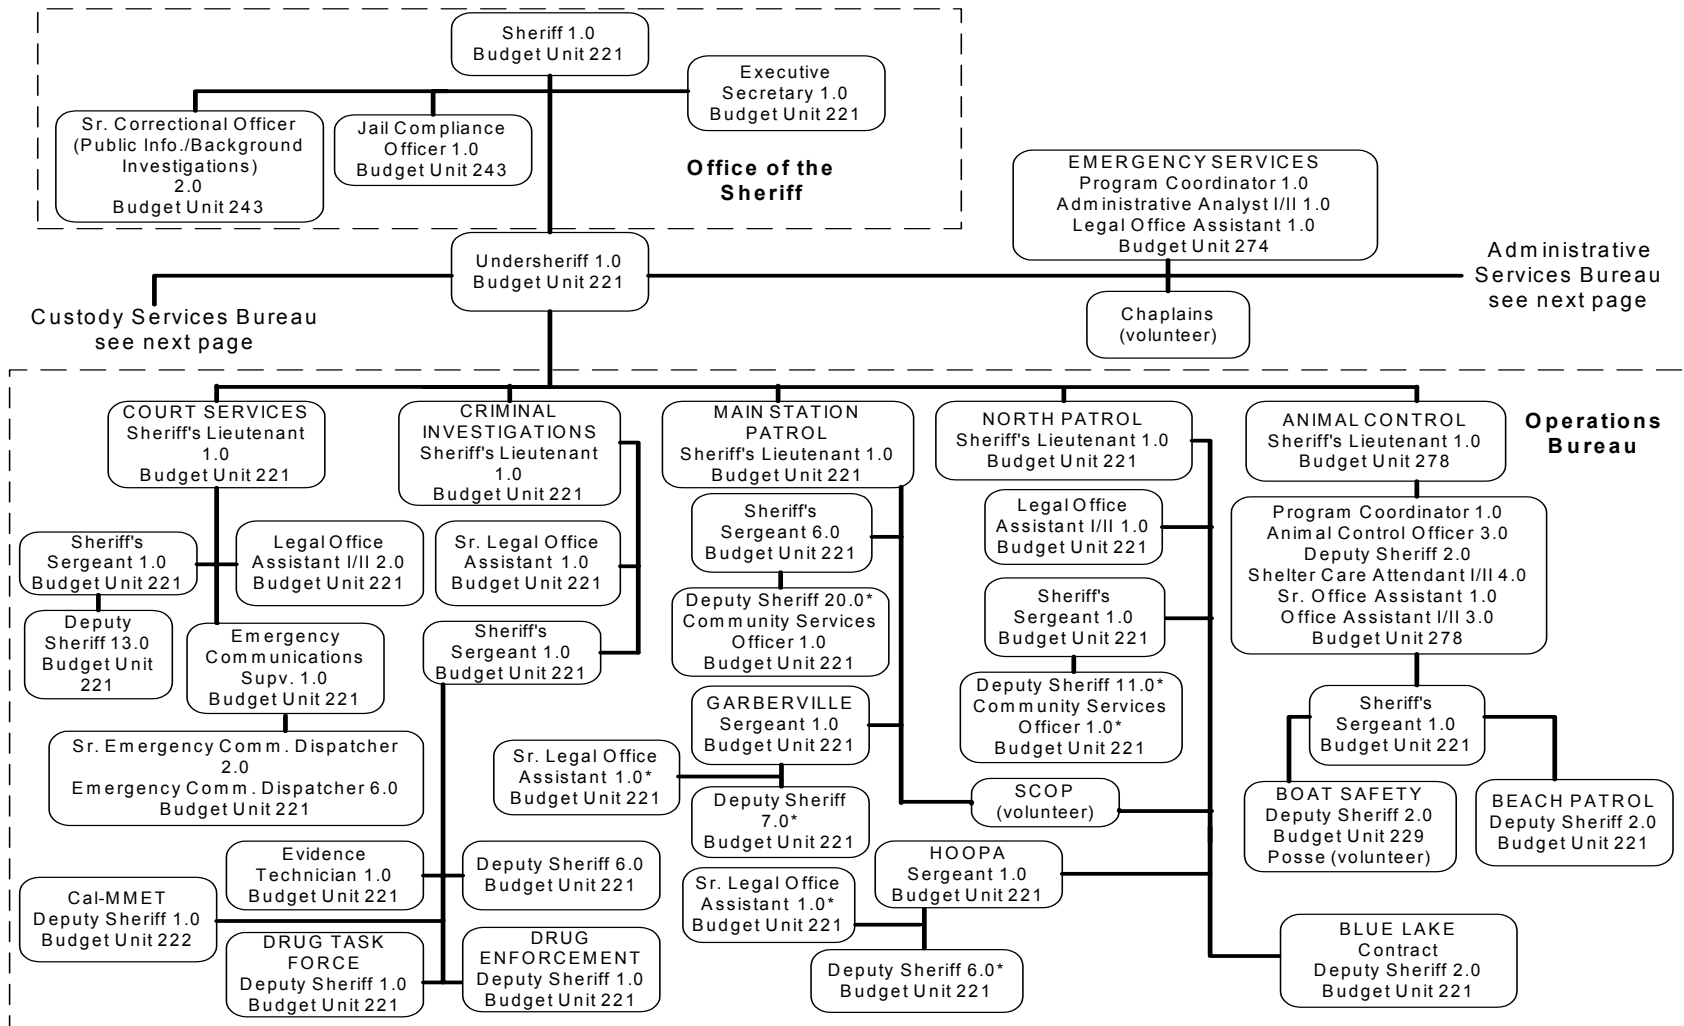 Sheriff 1.0
Budget Unit 221
Executive
Secretary 1.0
Budget Unit 221
Sr. Correctional Officer
(Public Info./Background
Investigations)
2.0
Budget Unit 243
Jail Compliance
Officer 1.0
Budget Unit 243
Office of the
Sheriff
EMERGENCY SERVICES
Program Coordinator 1.0
Administrative Analyst I/II 1.0
Legal Office Assistant 1.0
Budget Unit 274
Undersheriff 1.0
Budget Unit 221
Administrative
Services Bureau
see next page
Custody Services Bureau
see next page
Chaplains
(volunteer)
Operations
Bureau
COURT SERVICES
Sheriff's Lieutenant
1.0
Budget Unit 221
Sheriff's
Sergeant 1.0
Budget Unit 221
Legal Office
Assistant I/II 2.0
Budget Unit 221
Deputy
Sheriff 13.0
Budget Unit
221
Emergency
Communications
Supv. 1.0
Budget Unit 221
Sr. Emergency Comm. Dispatcher
2.0
Emergency Comm. Dispatcher 6.0
Budget Unit 221
CRIMINAL
INVESTIGATIONS
Sheriff's Lieutenant
1.0
Budget Unit 221
Sr. Legal Office
Assistant 1.0
Budget Unit 221
Sheriff's
Sergeant 1.0
Budget Unit 221
Evidence
Technician 1.0
Budget Unit 221
Deputy Sheriff 6.0
Budget Unit 221
Cal-MMET
Deputy Sheriff 1.0
Budget Unit 222
DRUG TASK
FORCE
Deputy Sheriff 1.0
Budget Unit 221
DRUG
ENFORCEMENT
Deputy Sheriff 1.0
Budget Unit 221
MAIN STATION
PATROL
Sheriff's Lieutenant 1.0
Budget Unit 221
Sheriff's
Sergeant 6.0
Budget Unit 221
Deputy Sheriff 20.0*
Community Services
Officer 1.0
Budget Unit 221
GARBERVILLE
Sergeant 1.0
Budget Unit 221
Sr. Legal Office
Assistant 1.0*
Budget Unit 221
Deputy Sheriff
7.0*
Budget Unit 221
SCOP
(volunteer)
NORTH PATROL
Sheriff's Lieutenant 1.0
Budget Unit 221
Legal Office
Assistant I/II 1.0
Budget Unit 221
Sheriff's
Sergeant 1.0
Budget Unit 221
Deputy Sheriff 11.0*
Community Services
Officer 1.0*
Budget Unit 221
HOOPA
Sergeant 1.0
Budget Unit 221
Sr. Legal Office
Assistant 1.0*
Budget Unit 221
Deputy Sheriff 6.0*
Budget Unit 221
BLUE LAKE
Contract
Deputy Sheriff 2.0
Budget Unit 221
ANIMAL CONTROL
Sheriff's Lieutenant 1.0
Budget Unit 278
Program Coordinator 1.0
Animal Control Officer 3.0
Deputy Sheriff 2.0
Shelter Care Attendant I/II 4.0
Sr. Office Assistant 1.0
Office Assistant I/II 3.0
Budget Unit 278
Sheriff's
Sergeant 1.0
Budget Unit 221
BOAT SAFETY
Deputy Sheriff 2.0
Budget Unit 229
Posse (volunteer)
BEACH PATROL
Deputy Sheriff 2.0
Budget Unit 221